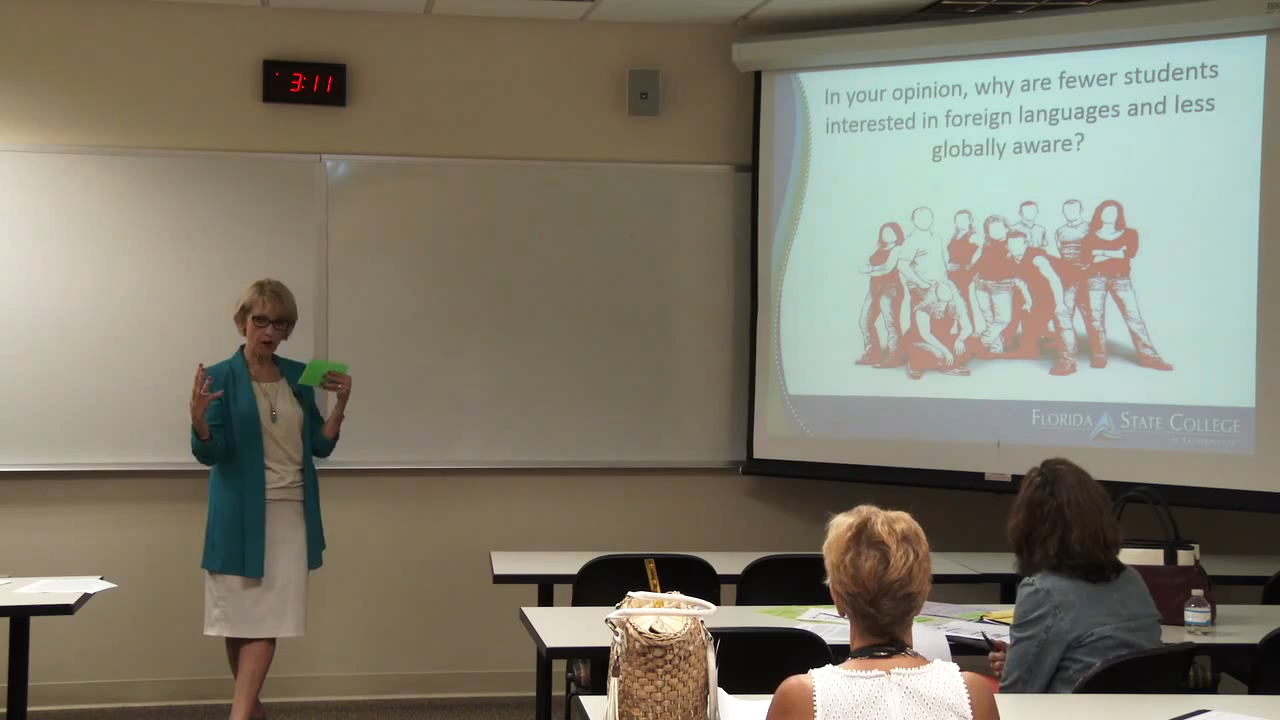 3:11
In your opinion, why are fewer students
interested in foreign languages and less
globally aware?
FLORIDA STATE COLLEGE